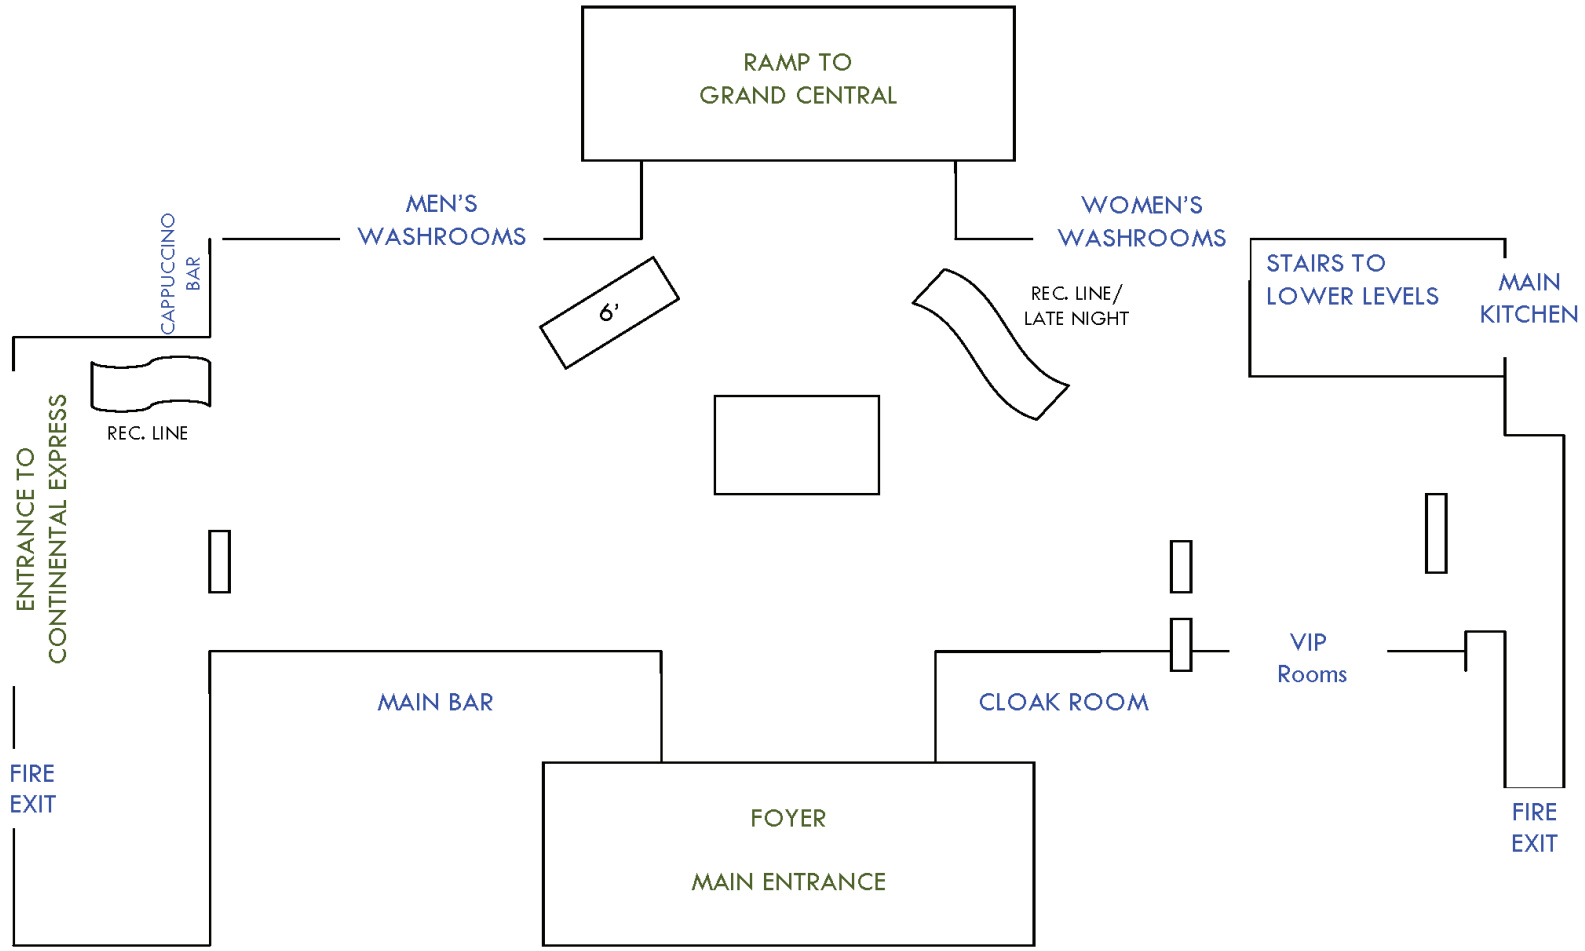 RAMP TO
GRAND CENTRAL
MEN'S
WASHROOMS
WOMEN'S
WASHROOMS
CAPPUCCINO
BAR
STAIRS TO
LOWER LEVELS
MAIN
KITCHEN
6'
REC. LINE/
LATE NIGHT
REC. LINE
ENTRANCE TO
CONTINENTAL EXPRESS
VIP
Rooms
MAIN BAR
CLOAK ROOM
FIRE
EXIT
FOYER
MAIN ENTRANCE
FIRE
EXIT